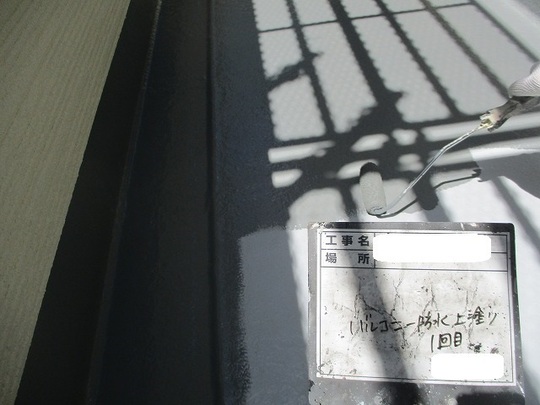 工事名
場所
バルコニー防水上塗り
1回目